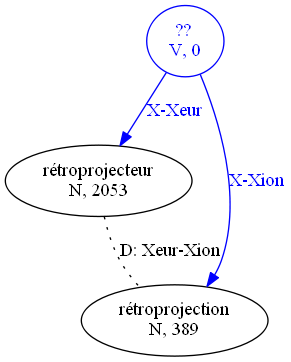 ??
V, 0
X-Xeur
rétroprojecteur
N, 2053
X-Xion
D: Xeur-Xion
rétroprojection
N, 389